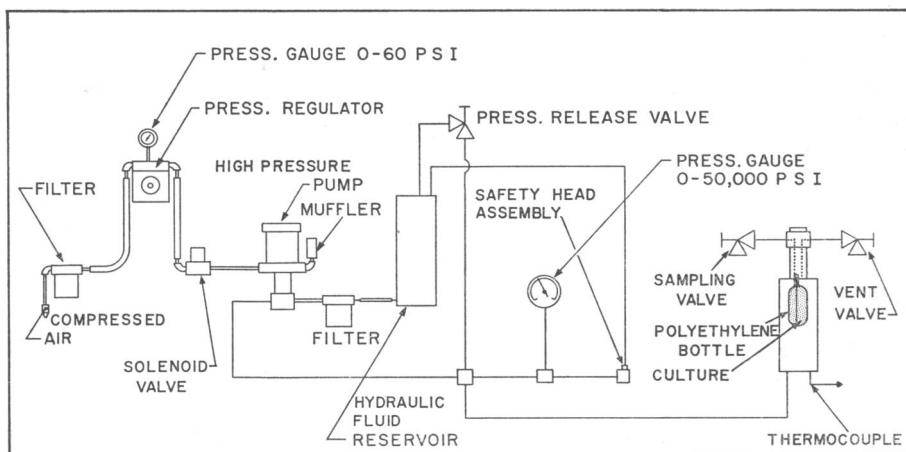 PRESS. GAUGE 0-60 P S I
PRESS. REGULATOR
PRESS. RELEASE VALVE
HIGH PRESSURE
PUMP
MUFFLER
PRESS. GAUGE
0-50,000 P S I
FILTER
SAFETY HEAD
ASSEMBLY
SAMPLING
VALVE
VENT
VALVE
COMPRESSED
AIR
FILTER
POLYETHYLENE
BOTTLE
CULTURE
SOLENOID
VALVE
HYDRAULIC
FLUID
RESERVOIR
THERMOCOUPLE